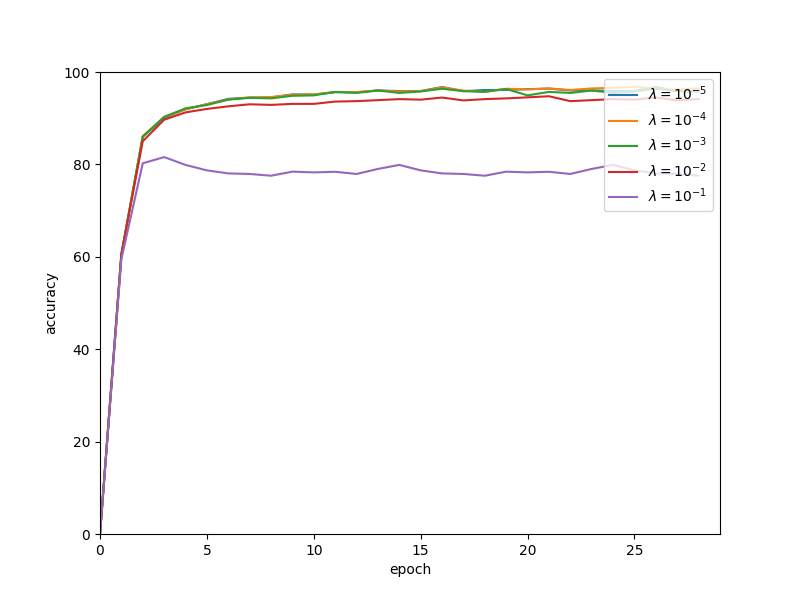 100
80
60
40
20
0
0 5 10 15 20 25
epoch
accuracy
λ = 10⁻⁵
λ = 10⁻⁴
λ = 10⁻³
λ = 10⁻²
λ = 10⁻¹